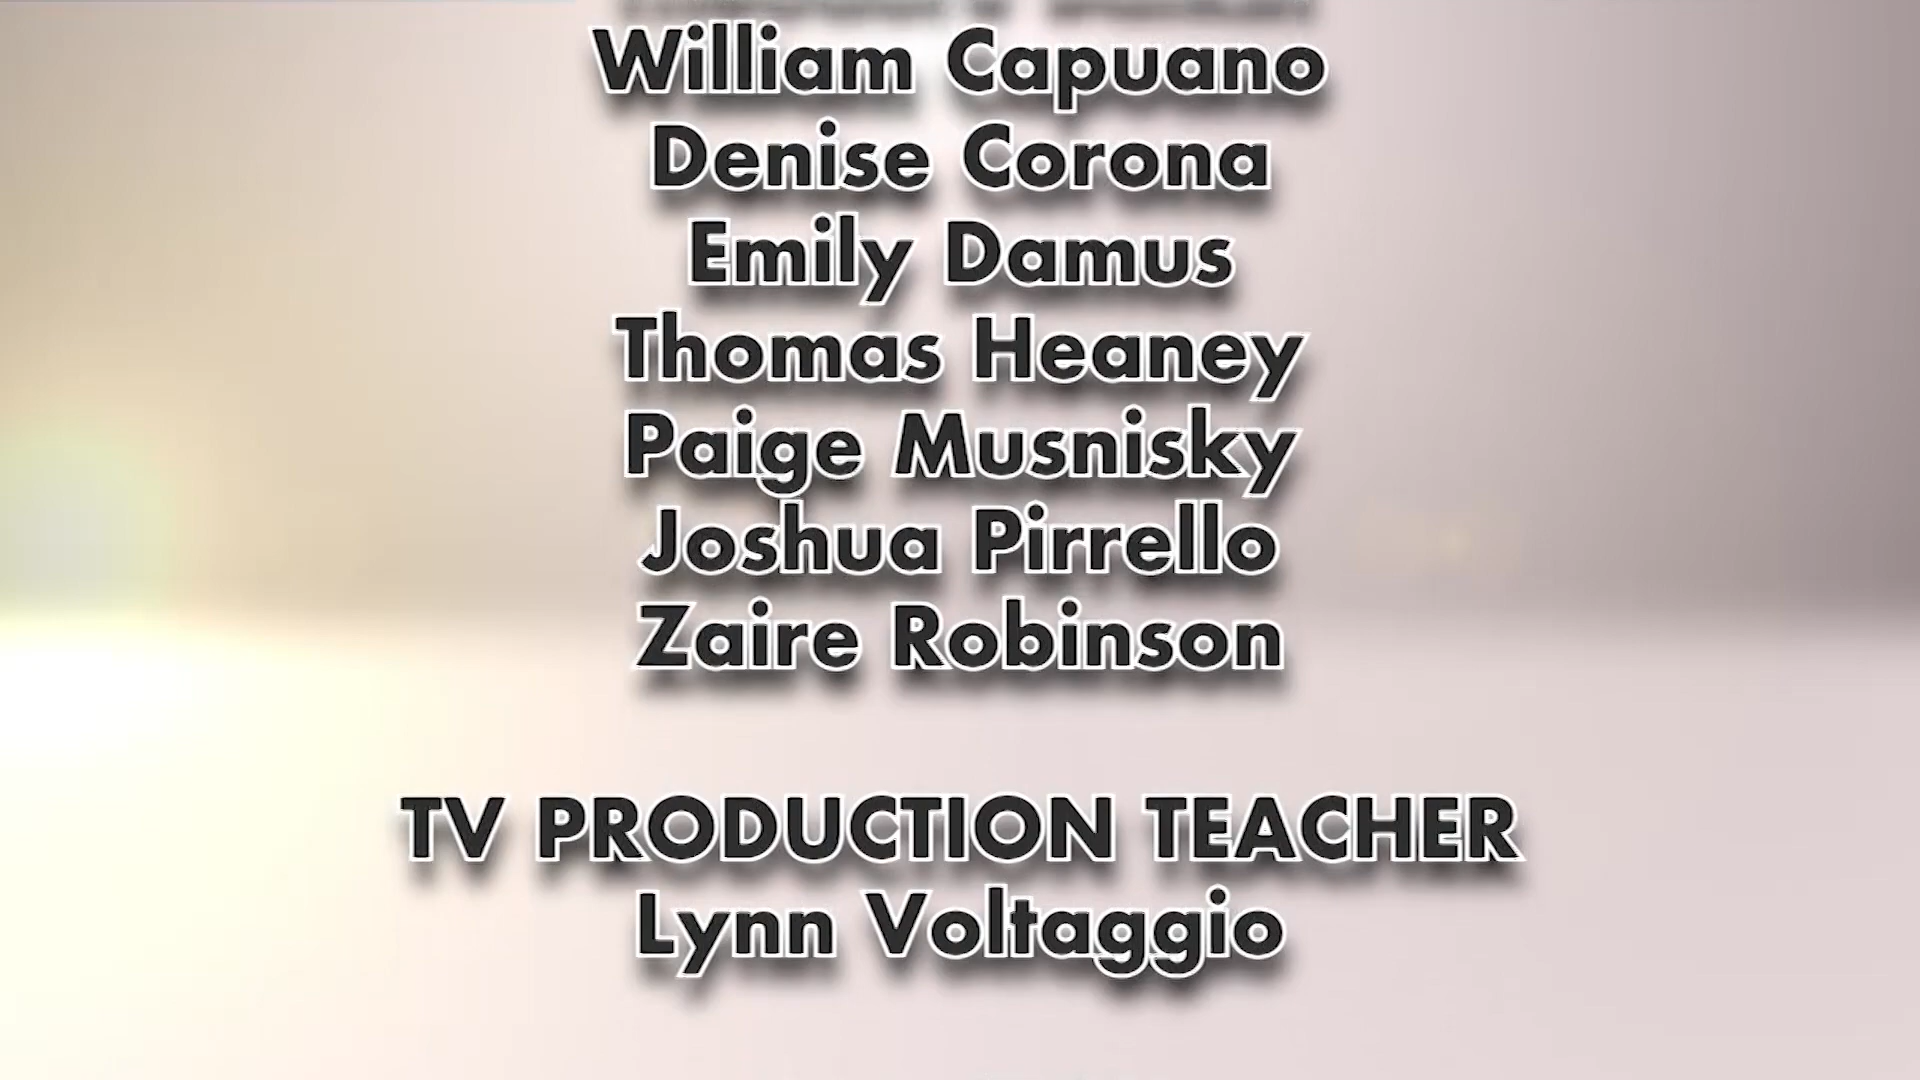 William Capuano
Denise Corona
Emily Damus
Thomas Heaney
Paige Musnisky
Joshua Pirrello
Zaire Robinson
TV PRODUCTION TEACHER
Lynn Voltaggio